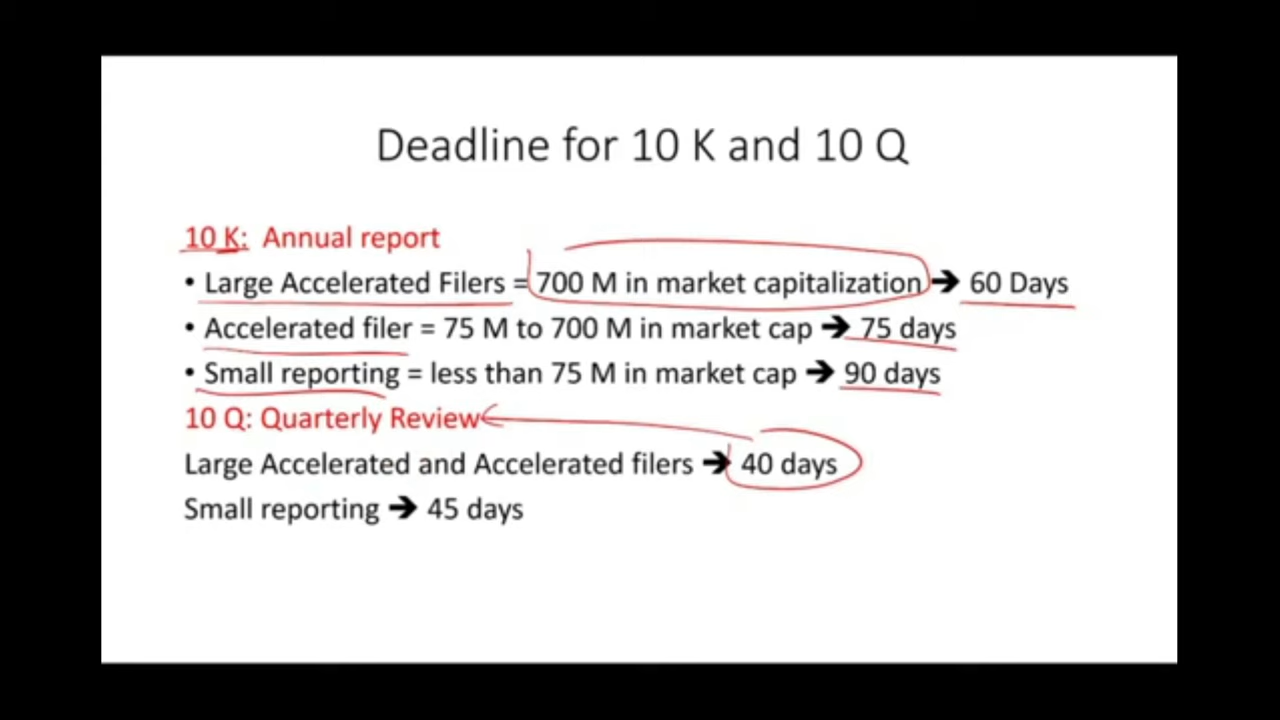 Deadline for 10 K and 10 Q
10 K: Annual report
• Large Accelerated Filers = 700 M in market capitalization → 60 Days
• Accelerated filer = 75 M to 700 M in market cap → 75 days
• Small reporting = less than 75 M in market cap → 90 days
10 Q: Quarterly Review
Large Accelerated and Accelerated filers → 40 days
Small reporting → 45 days